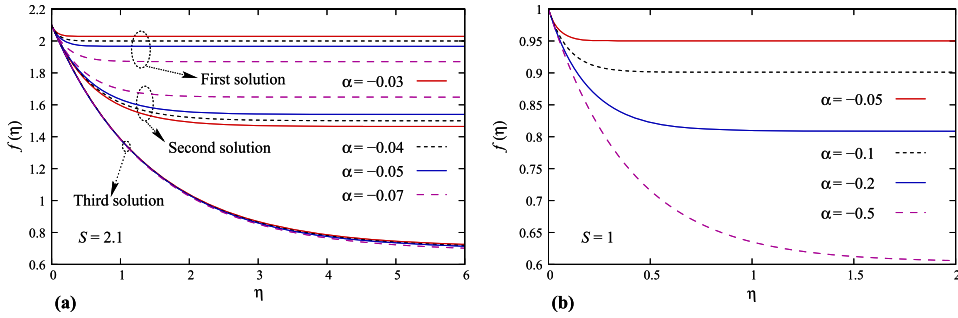 2.2
2
1.8
1.6
1.4
1.2
1
0.8
0.6
f (η)
First solution
α = −0.03
Second solution
α = −0.04
α = −0.05
Third solution
α = −0.07
S = 2.1
0 1 2 3 4 5 6
(a) η
1
0.95
0.9
0.85
0.8
0.75
0.7
0.65
0.6
f (η)
α = −0.05
α = −0.1
α = −0.2
α = −0.5
S = 1
0 0.5 1 1.5 2
(b) η